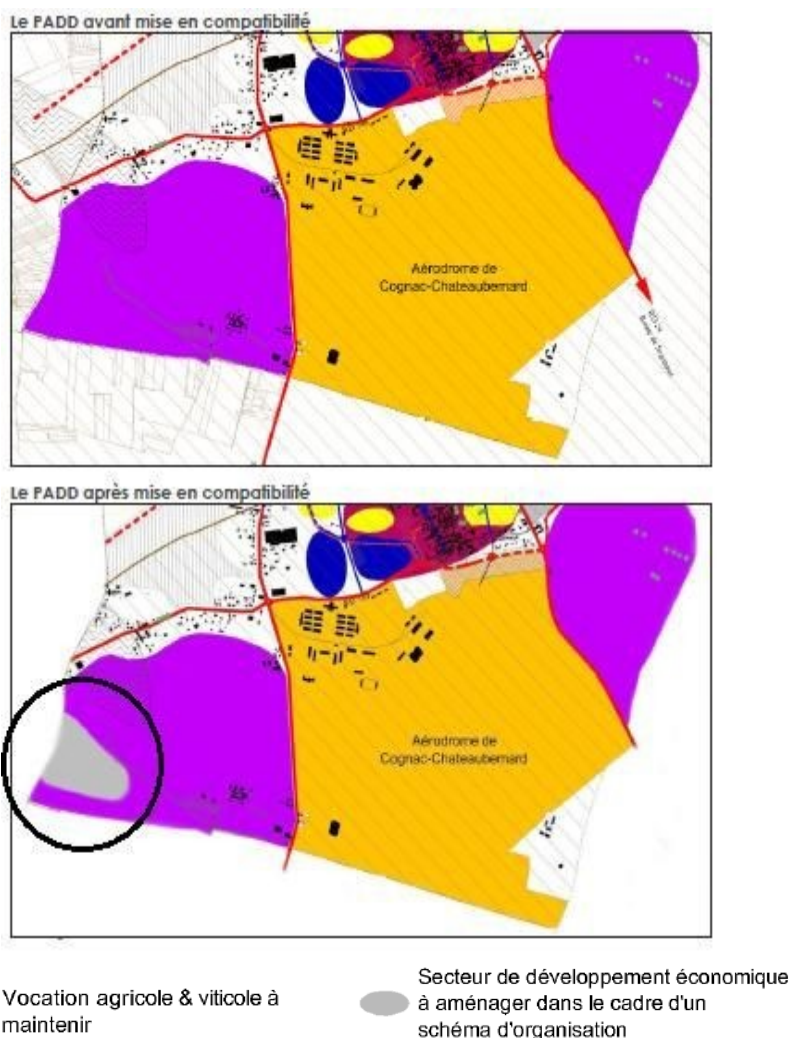 Le PADD avant mise en compatibilité
Aérodrome de
Cognac-Chateaubernard
Le PADD après mise en compatibilité
Aérodrome de
Cognac-Chateaubernard
Vocation agricole & viticole à
maintenir
Secteur de développement économique
à aménager dans le cadre d'un
schéma d'organisation